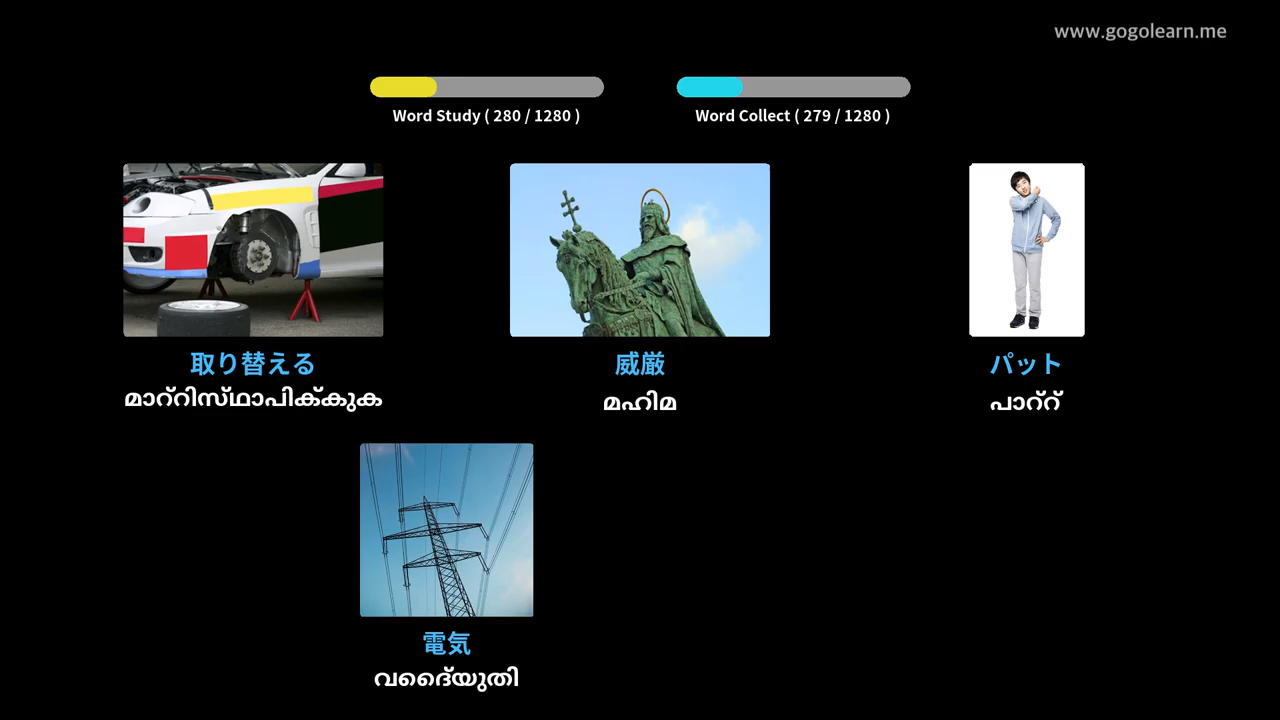 www.gogolearn.me
Word Study ( 280 / 1280 )
Word Collect ( 279 / 1280 )
取り替える
മാറ്റിസ്ഥാപിക്കുക
威厳
മഹിമ
パット
പാറ്റ്
電気
വൈദ്യുതി